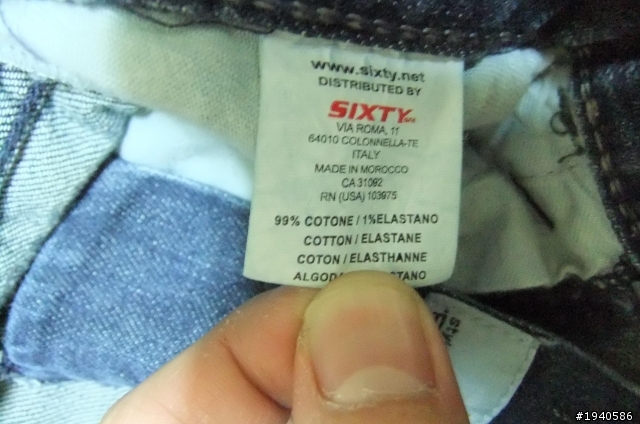 www.sixty.net
DISTRIBUTED BY
SIXTY
VIA ROMA, 11
64010 COLONNELLA-TE
ITALY
MADE IN MOROCCO
CA 31092
RN (USA) 103975
99% COTONE / 1% ELASTANO
COTTON / ELASTANE
COTON / ELASTHANNE
#1940586